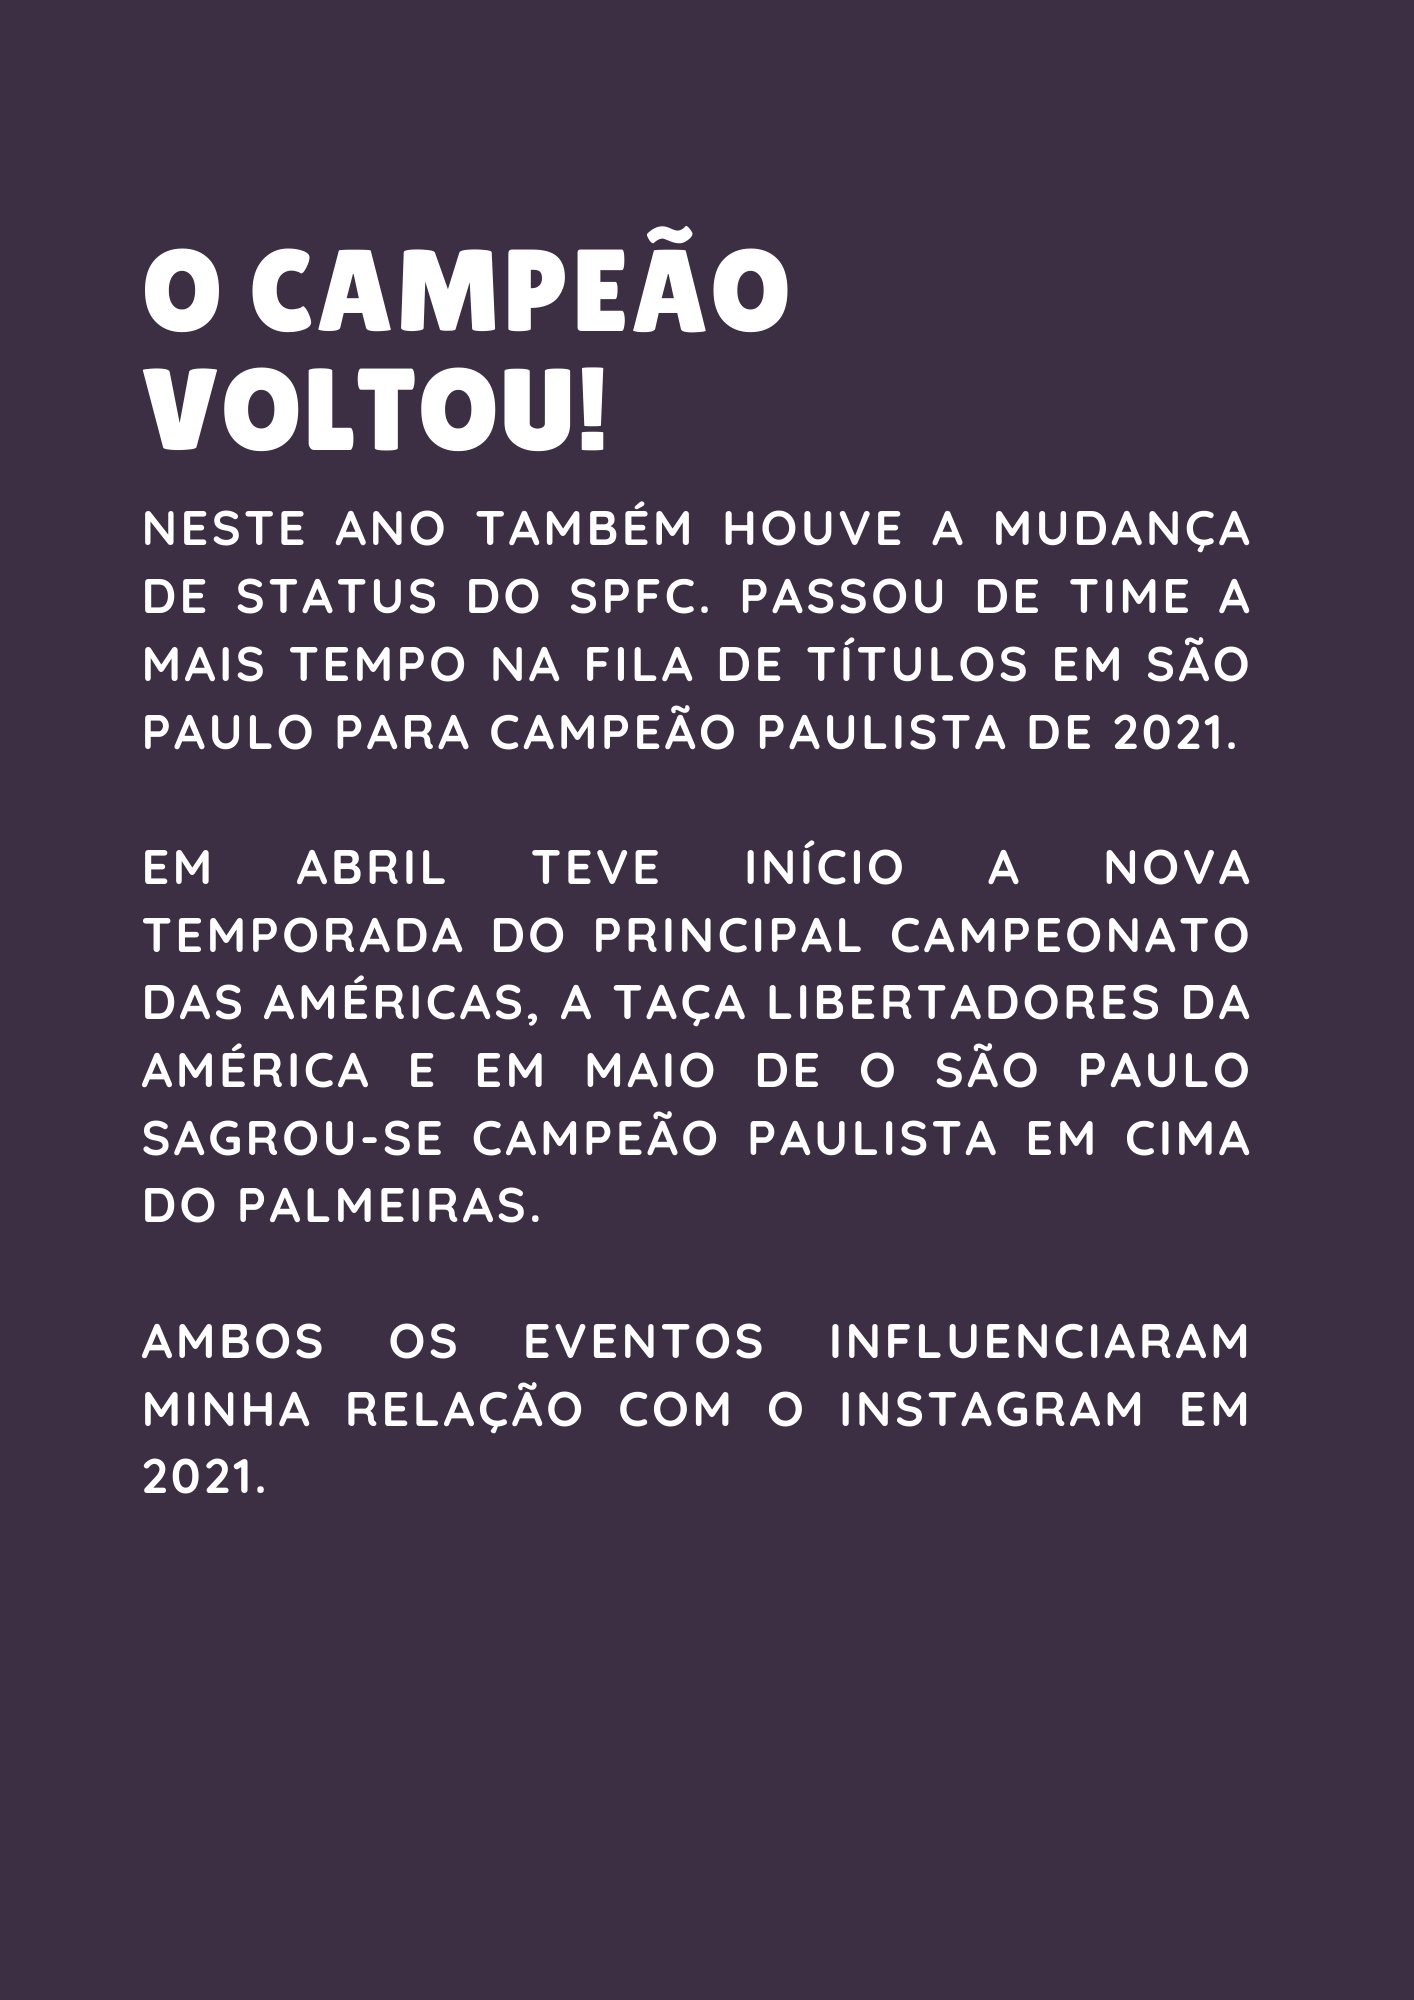 O CAMPEÃO
VOLTOU!
NESTE ANO TAMBÉM HOUVE A MUDANÇA
DE STATUS DO SPFC. PASSOU DE TIME A
MAIS TEMPO NA FILA DE TÍTULOS EM SÃO
PAULO PARA CAMPEÃO PAULISTA DE 2021.
EM ABRIL TEVE INÍCIO A NOVA
TEMPORADA DO PRINCIPAL CAMPEONATO
DAS AMÉRICAS, A TAÇA LIBERTADORES DA
AMÉRICA E EM MAIO DE O SÃO PAULO
SAGROU-SE CAMPEÃO PAULISTA EM CIMA
DO PALMEIRAS.
AMBOS OS EVENTOS INFLUENCIARAM
MINHA RELAÇÃO COM O INSTAGRAM EM
2021.